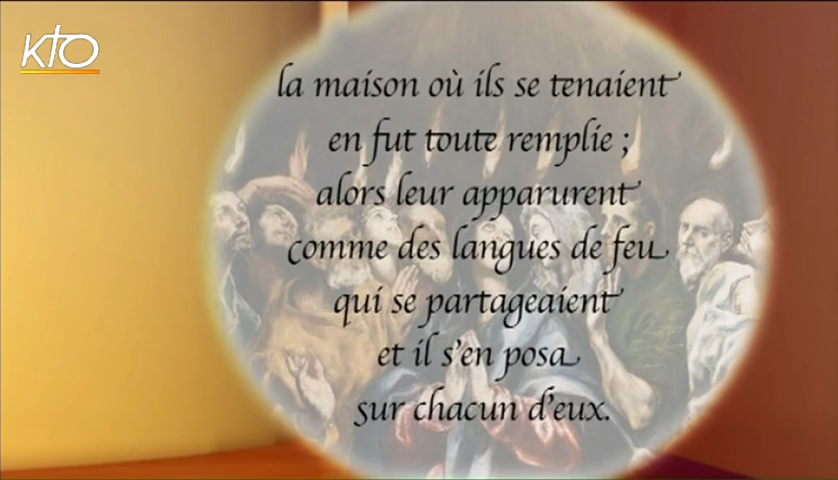 KTO
la maison où ils se tenaient
en fut toute remplie ;
alors leur apparurent
comme des langues de feu
qui se partageaient
et il s'en posa
sur chacun d'eux.